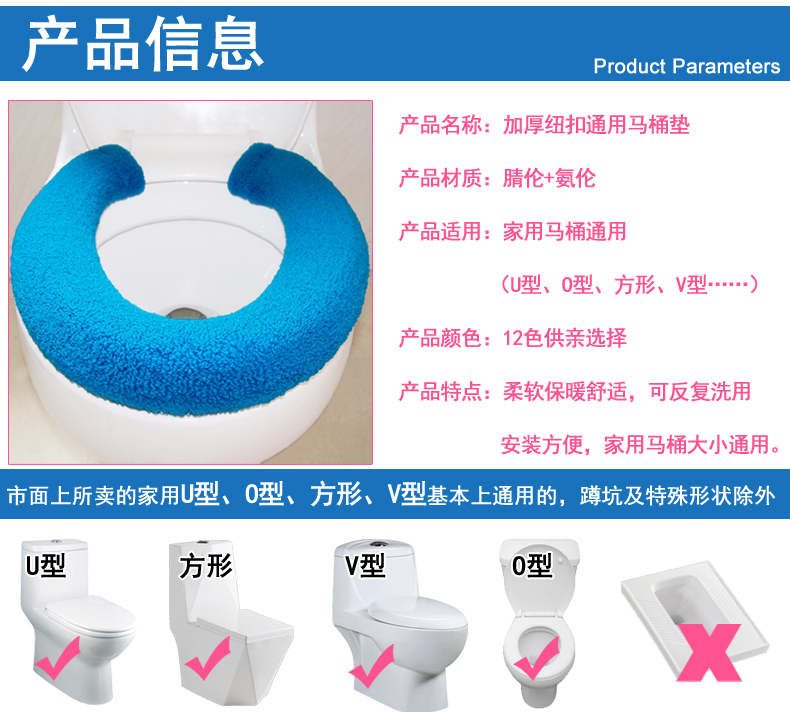 产品信息
Product Parameters
产品名称：加厚纽扣通用马桶垫
产品材质：腈伦+氨伦
产品适用：家用马桶通用
（U型、O型、方形、V型……）
产品颜色：12色供亲选择
产品特点：柔软保暖舒适，可反复洗用
安装方便，家用马桶大小通用。
市面上所卖的家用U型、O型、方形、V型基本上通用的，蹲坑及特殊形状除外
U型
方形
V型
O型